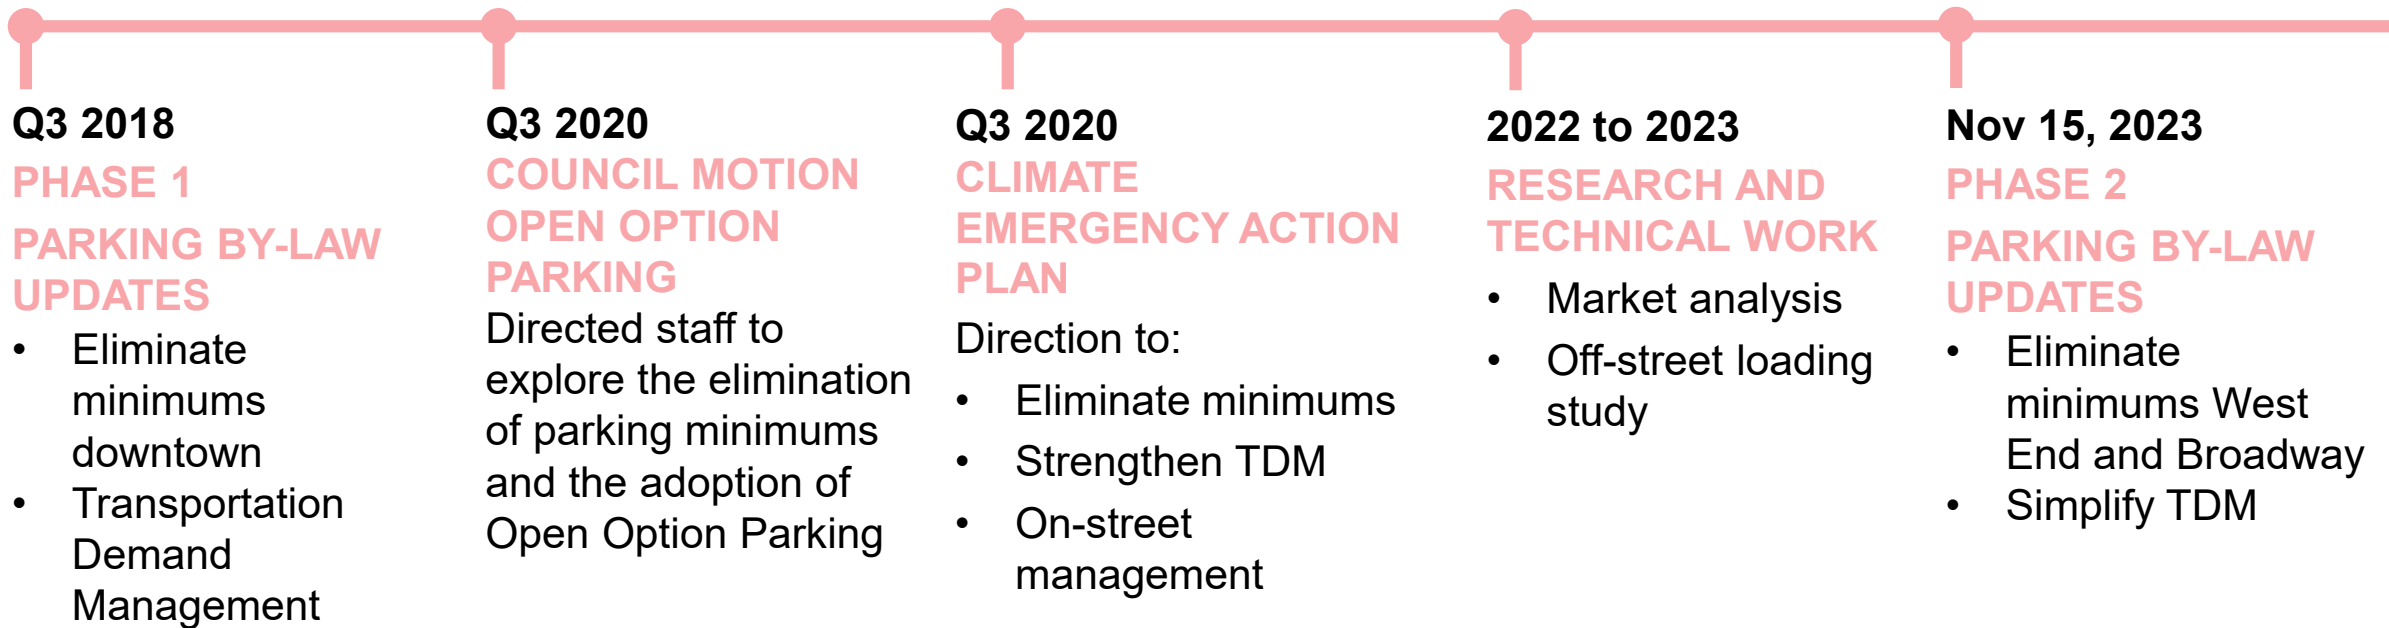 Q3 2018
PHASE 1
PARKING BY-LAW
UPDATES
• Eliminate
minimums
downtown
• Transportation
Demand
Management
Q3 2020
COUNCIL MOTION
OPEN OPTION
PARKING
Directed staff to
explore the elimination
of parking minimums
and the adoption of
Open Option Parking
Q3 2020
CLIMATE
EMERGENCY ACTION
PLAN
Direction to:
• Eliminate minimums
• Strengthen TDM
• On-street
management
2022 to 2023
RESEARCH AND
TECHNICAL WORK
• Market analysis
• Off-street loading
study
Nov 15, 2023
PHASE 2
PARKING BY-LAW
UPDATES
• Eliminate
minimums West
End and Broadway
• Simplify TDM